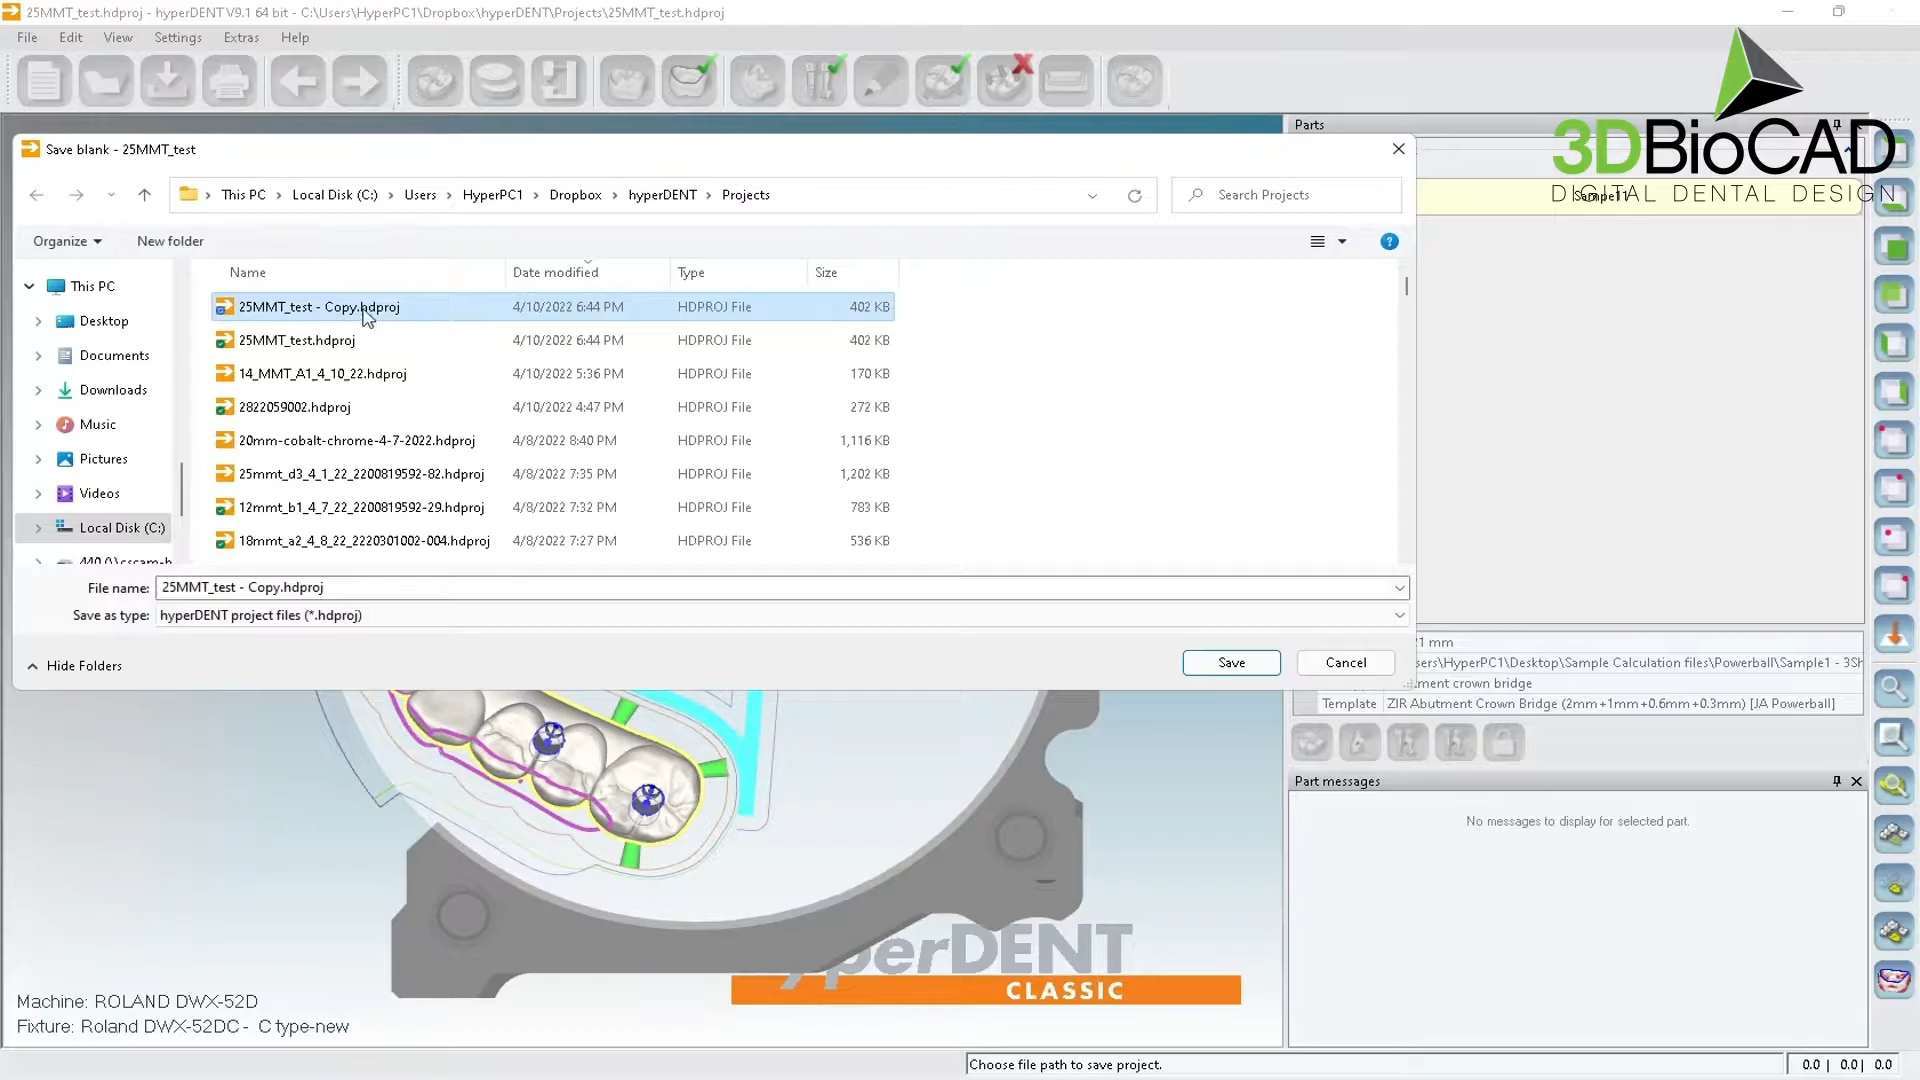 25MMT_test.hdproj - hyperDENT V9.1 64 bit - C:\Users\HyperPC1\Dropbox\hyperDENT\Projects\25MMT_test.hdproj
File Edit View Settings Extras Help
Parts
3DBioCAD
DIGITAL DENTAL DESIGN
Save blank - 25MMT_test
This PC > Local Disk (C:) > Users > HyperPC1 > Dropbox > hyperDENT > Projects
Search Projects
Organize
New folder
Name Date modified Type Size
This PC
Desktop
Documents
Downloads
Music
Pictures
Videos
Local Disk (C:)
25MMT_test - Copy.hdproj 4/10/2022 6:44 PM HDPROJ File 402 KB
25MMT_test.hdproj 4/10/2022 6:44 PM HDPROJ File 402 KB
14_MMT_A1_4_10_22.hdproj 4/10/2022 5:36 PM HDPROJ File 170 KB
2822059002.hdproj 4/10/2022 4:47 PM HDPROJ File 272 KB
20mm-cobalt-chrome-4-7-2022.hdproj 4/8/2022 8:40 PM HDPROJ File 1,116 KB
25mmt_d3_4_1_22_2200819592-82.hdproj 4/8/2022 7:35 PM HDPROJ File 1,202 KB
12mmt_b1_4_7_22_2200819592-29.hdproj 4/8/2022 7:32 PM HDPROJ File 783 KB
18mmt_a2_4_8_22_2220301002-004.hdproj 4/8/2022 7:27 PM HDPROJ File 536 KB
File name: 25MMT_test - Copy.hdproj
Save as type: hyperDENT project files (*.hdproj)
Hide Folders
Save
Cancel
1 mm
sers\HyperPC1\Desktop\Sample Calculation files\Powerball\Sample1 - 3Sh
ment crown bridge
Template ZIR Abutment Crown Bridge (2mm+1mm+0.6mm+0.3mm) [JA Powerball]
Part messages
No messages to display for selected part.
perDENT
CLASSIC
Machine: ROLAND DWX-52D
Fixture: Roland DWX-52DC - C type-new
Choose file path to save project.
0.0 | 0.0 | 0.0